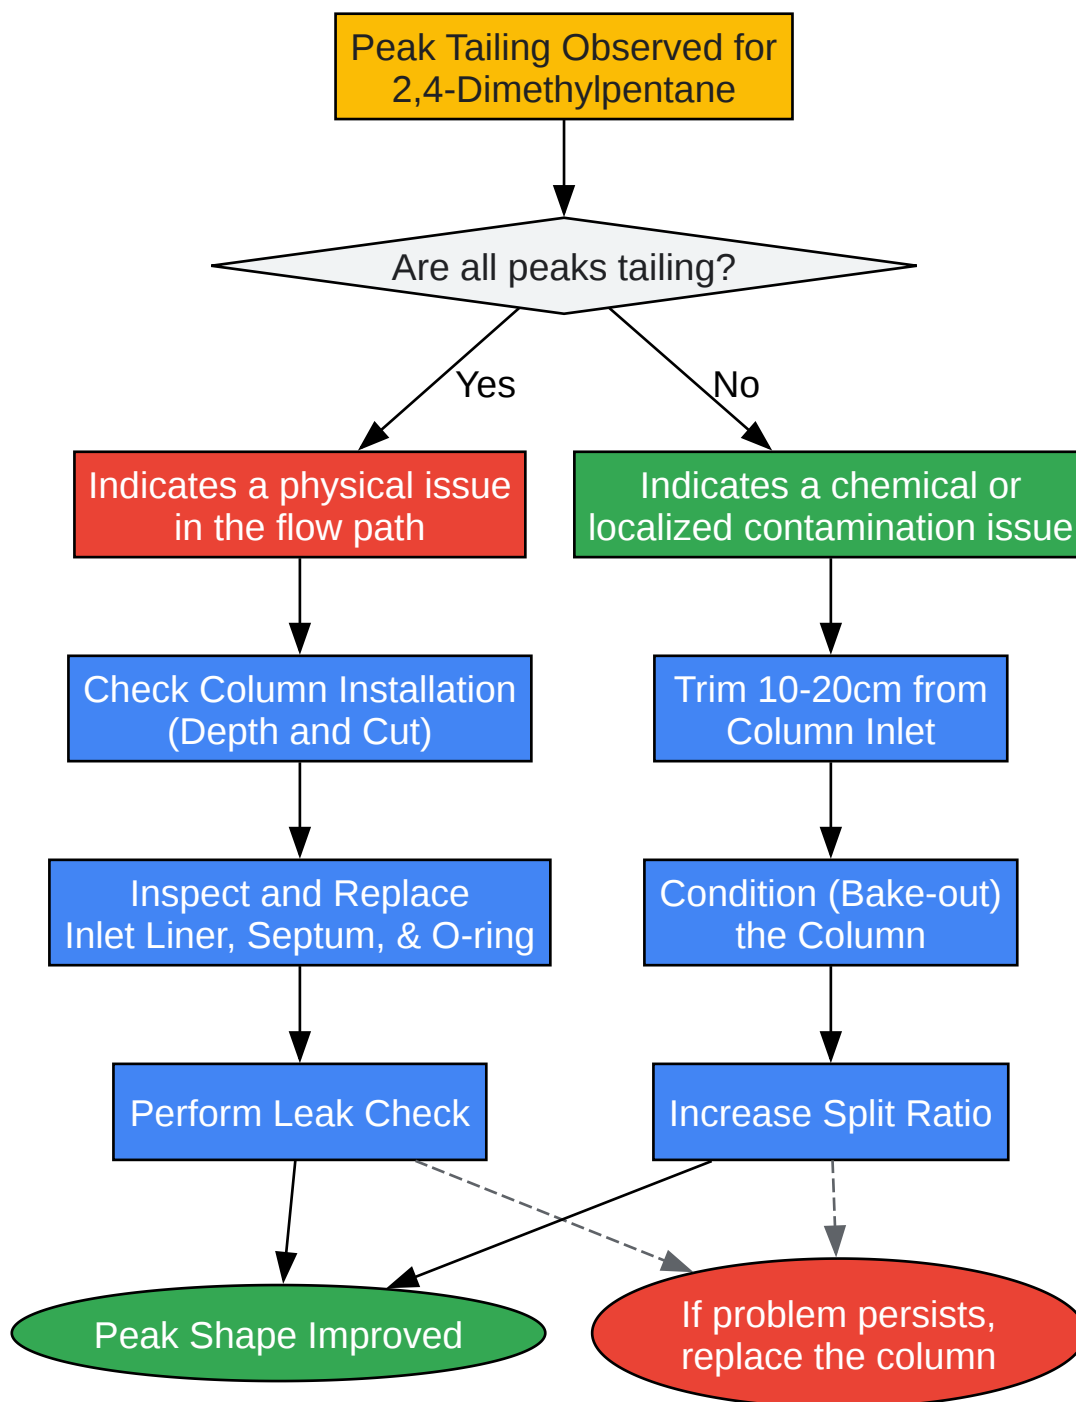 Peak Tailing Observed for
2,4-Dimethylpentane
Are all peaks tailing?
Yes
No
Indicates a physical issue
in the flow path
Indicates a chemical or
localized contamination issue
Check Column Installation
(Depth and Cut)
Trim 10-20cm from
Column Inlet
Inspect and Replace
Inlet Liner, Septum, & O-ring
Condition (Bake-out)
the Column
Perform Leak Check
Increase Split Ratio
Peak Shape Improved
If problem persists,
replace the column